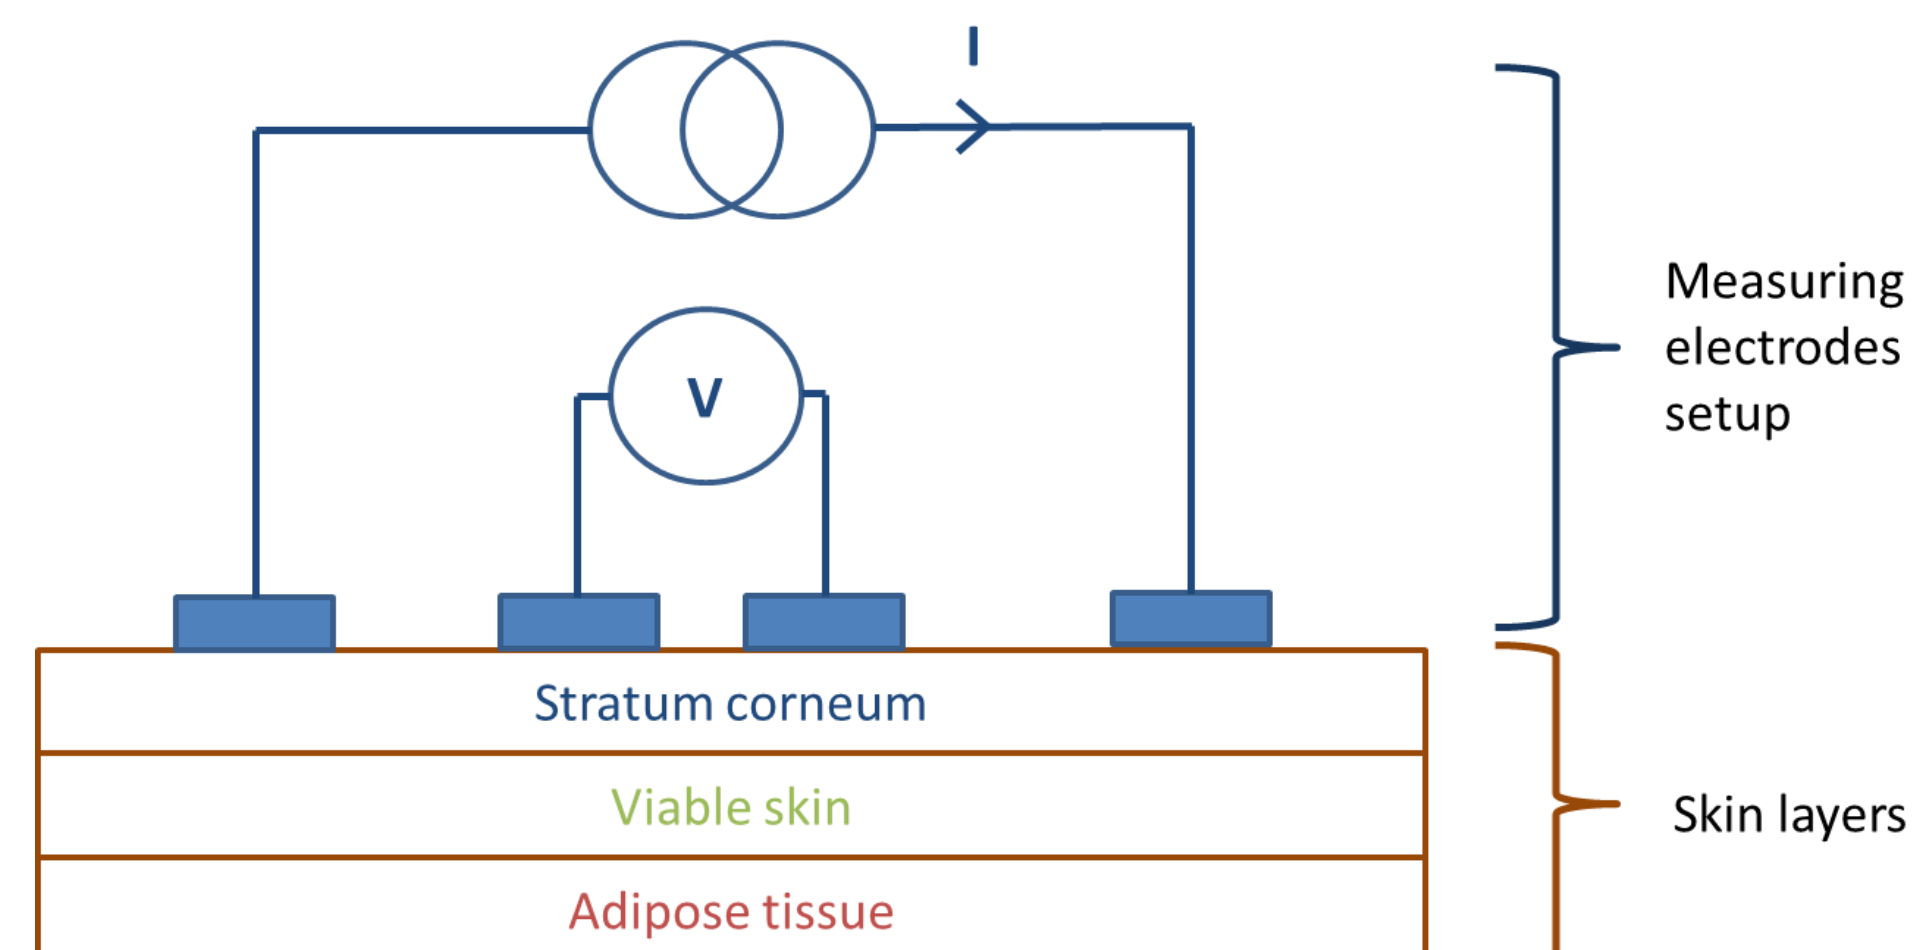 I
V
Measuring
electrodes
setup
Stratum corneum
Viable skin
Skin layers
Adipose tissue